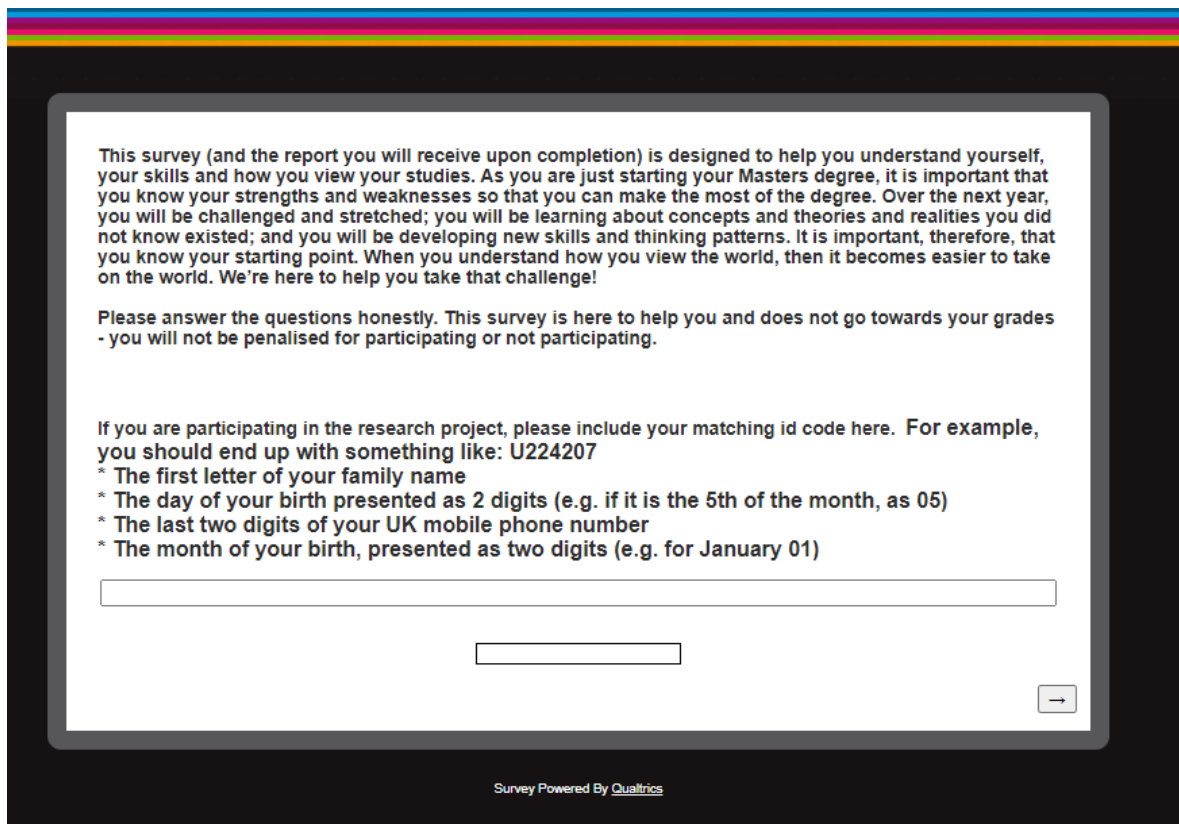 This survey (and the report you will receive upon completion) is designed to help you understand yourself,
your skills and how you view your studies. As you are just starting your Masters degree, it is important that
you know your strengths and weaknesses so that you can make the most of the degree. Over the next year,
you will be challenged and stretched; you will be learning about concepts and theories and realities you did
not know existed; and you will be developing new skills and thinking patterns. It is important, therefore, that
you know your starting point. When you understand how you view the world, then it becomes easier to take
on the world. We’re here to help you take that challenge!
Please answer the questions honestly. This survey is here to help you and does not go towards your grades
- you will not be penalised for participating or not participating.
If you are participating in the research project, please include your matching id code here. For example,
you should end up with something like: U224207
* The first letter of your family name
* The day of your birth presented as 2 digits (e.g. if it is the 5th of the month, as 05)
* The last two digits of your UK mobile phone number
* The month of your birth, presented as two digits (e.g. for January 01)
→
Survey Powered By Qualtrics